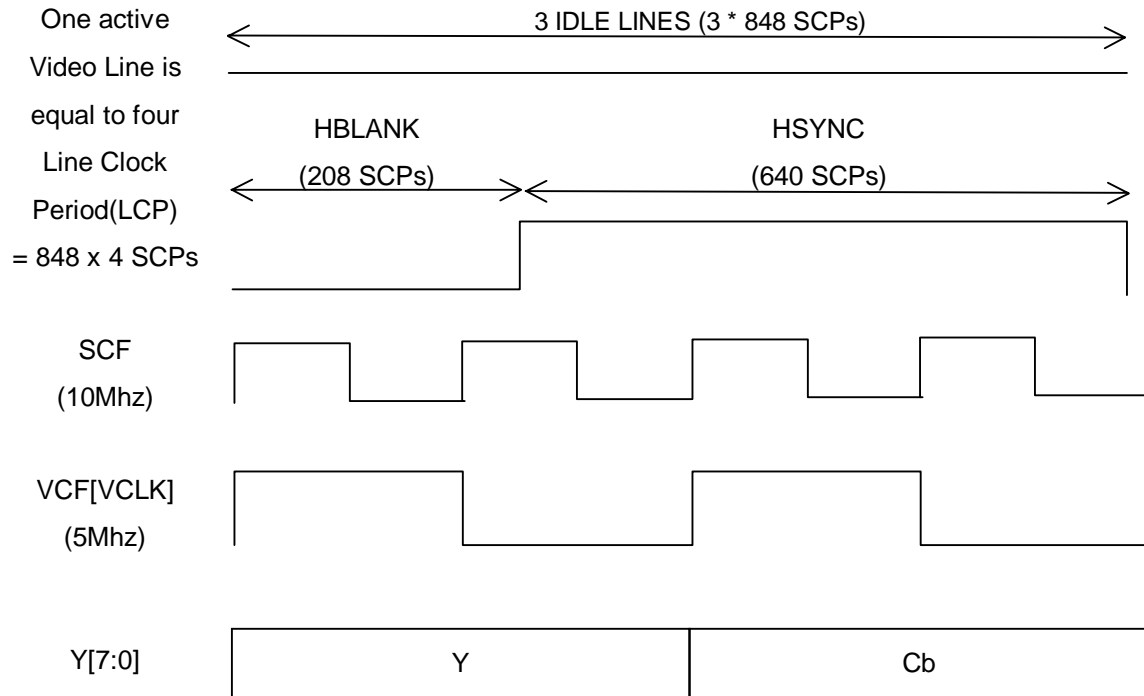 One active
Video Line is
equal to four
Line Clock
Period(LCP)
= 848 x 4 SCPs
3 IDLE LINES (3 * 848 SCPs)
HBLANK
(208 SCPs)
HSYNC
(640 SCPs)
SCF
(10Mhz)
VCF[VCLK]
(5Mhz)
Y[7:0]
Y
Cb